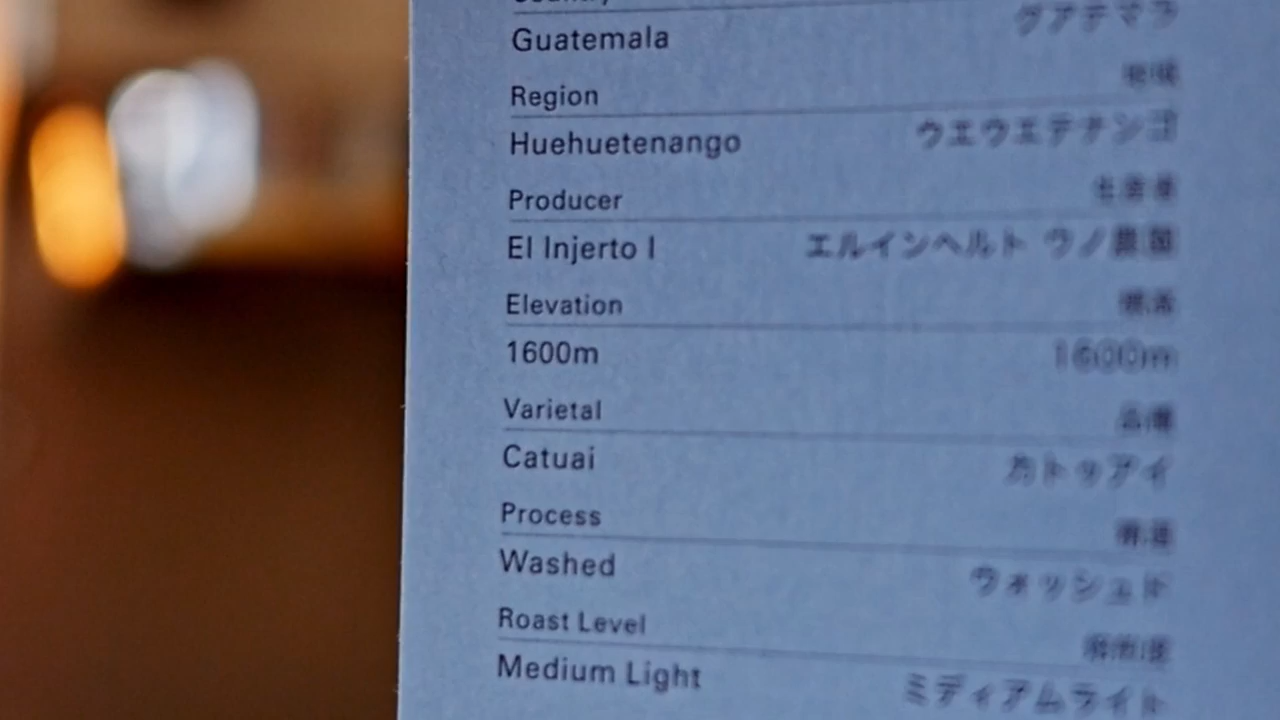 Country
Guatemala グアテマラ
Region 地域
Huehuetenango ウエウエテナンゴ
Producer 生産者
El Injerto I エルインヘルト ウノ農園
Elevation 標高
1600m 1600m
Varietal 品種
Catuai カトゥアイ
Process 精選
Washed ウォッシュド
Roast Level 焙煎度
Medium Light ミディアムライト